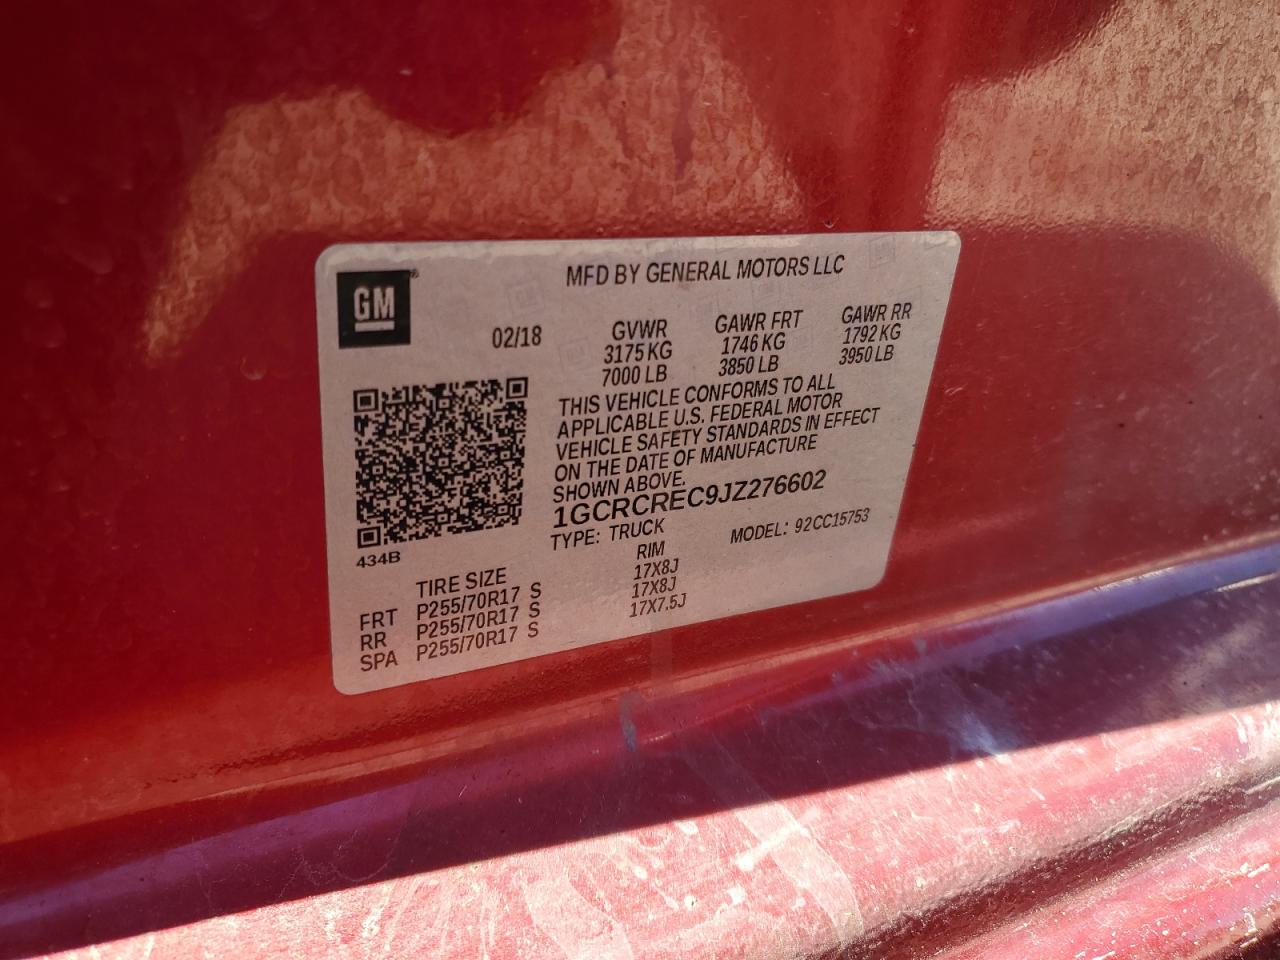 GM®
MFD BY GENERAL MOTORS LLC
02/18
GVWR GAWR FRT GAWR RR
3175 KG 1746 KG 1792 KG
7000 LB 3850 LB 3950 LB
THIS VEHICLE CONFORMS TO ALL
APPLICABLE U.S. FEDERAL MOTOR
VEHICLE SAFETY STANDARDS IN EFFECT
ON THE DATE OF MANUFACTURE
SHOWN ABOVE.
1GCRCREC9JZ276602
TYPE: TRUCK MODEL: 92CC15753
434B
TIRE SIZE RIM
FRT P255/70R17 S 17X8J
RR P255/70R17 S 17X8J
SPA P255/70R17 S 17X7.5J